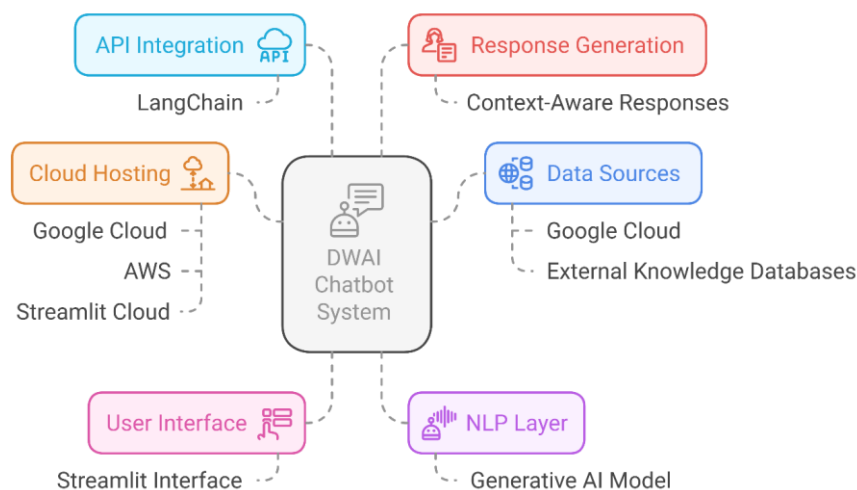 API Integration
API
LangChain
Response Generation
Context-Aware Responses
Cloud Hosting
Google Cloud
AWS
Streamlit Cloud
DWAI
Chatbot
System
Data Sources
Google Cloud
External Knowledge Databases
User Interface
Streamlit Interface
NLP Layer
Generative AI Model